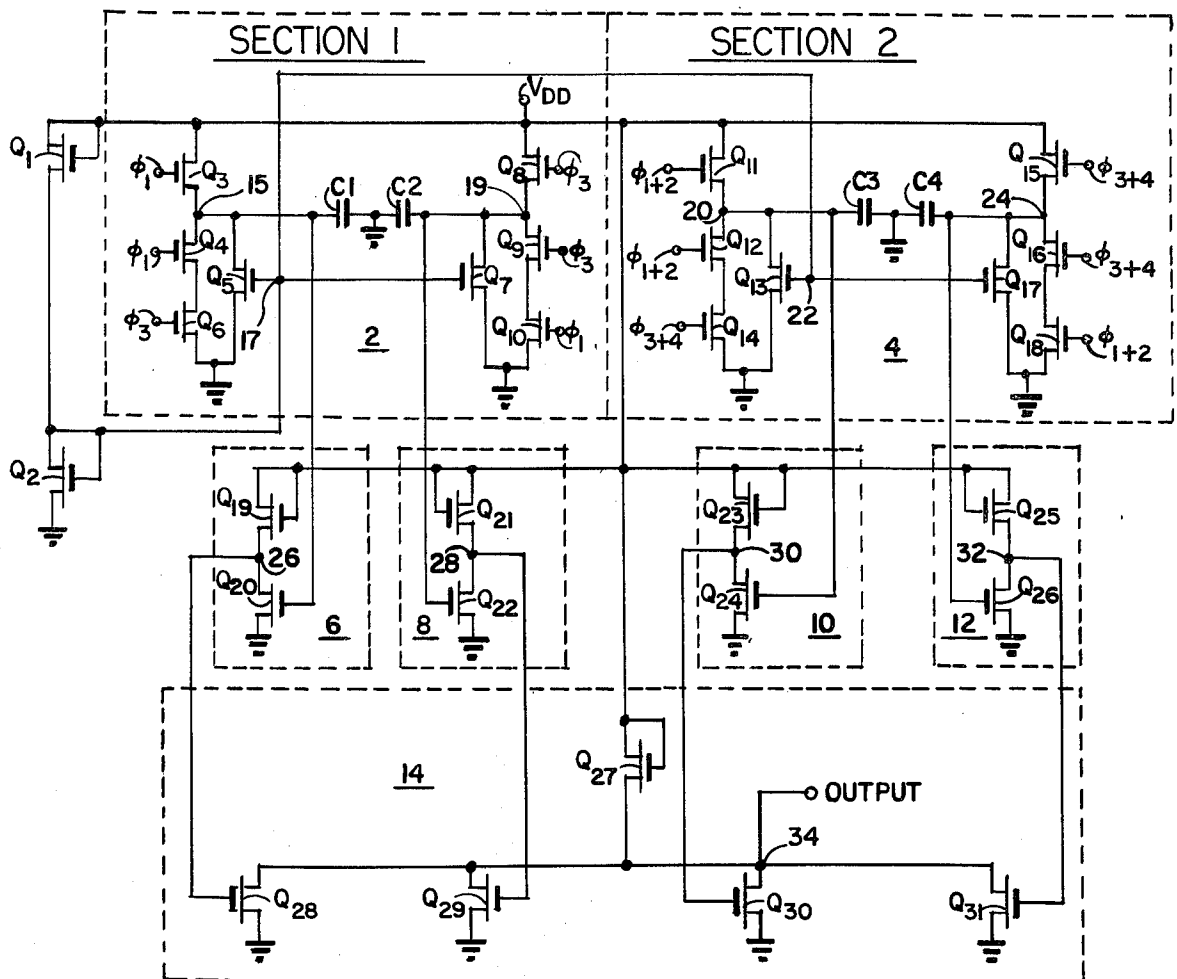 SECTION 1
SECTION 2
VDD
Q1
ϕ1
Q3
15
C1
C2
19
Q8
ϕ3
ϕ1+2
Q11
20
C3
C4
24
Q15
ϕ3+4
ϕ1
Q4
Q5
Q7
Q9
ϕ3
ϕ1+2
Q12
Q13
22
Q17
Q16
ϕ3+4
ϕ3
Q6
17
2
Q10
ϕ1
ϕ3+4
Q14
4
Q18
ϕ1+2
Q2
Q19
26
Q20
6
Q21
28
Q22
8
Q23
30
Q24
10
Q25
32
Q26
12
14
Q27
OUTPUT
34
Q28
Q29
Q30
Q31